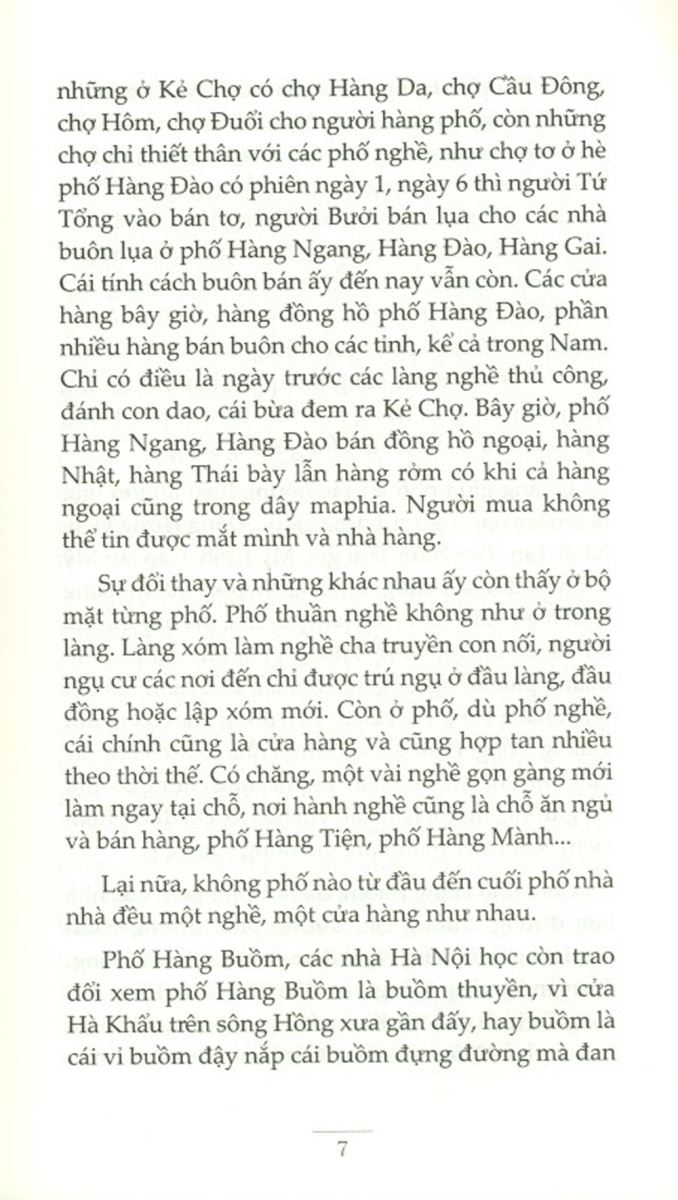 những ở Kẻ Chợ có chợ Hàng Da, chợ Cầu Đông,
chợ Hôm, chợ Đuổi cho người hàng phố, còn những
chợ chỉ thiết thân với các phố nghề, như chợ tơ ở hè
phố Hàng Đào có phiên ngày 1, ngày 6 thì người Tứ
Tổng vào bán tơ, người Bưởi bán lụa cho các nhà
buôn lụa ở phố Hàng Ngang, Hàng Đào, Hàng Gai.
Cái tính cách buôn bán ấy đến nay vẫn còn. Các cửa
hàng bây giờ, hàng đồng hồ phố Hàng Đào, phần
nhiều hàng bán buôn cho các tỉnh, kể cả trong Nam.
Chỉ có điều là ngày trước các làng nghề thủ công,
đánh con dao, cái bừa đem ra Kẻ Chợ. Bây giờ, phố
Hàng Ngang, Hàng Đào bán đồng hồ ngoại, hàng
Nhật, hàng Thái bày lẫn hàng rởm có khi cả hàng
ngoại cũng trong dây maphia. Người mua không
thể tin được mắt mình và nhà hàng.
Sự đổi thay và những khác nhau ấy còn thấy ở bộ
mặt từng phố. Phố thuần nghề không như ở trong
làng. Làng xóm làm nghề cha truyền con nối, người
ngụ cư các nơi đến chỉ được trú ngụ ở đầu làng, đầu
đồng hoặc lập xóm mới. Còn ở phố, dù phố nghề,
cái chính cũng là cửa hàng và cũng hợp tan nhiều
theo thời thế. Có chăng, một vài nghề gọn gàng mới
làm ngay tại chỗ, nơi hành nghề cũng là chỗ ăn ngủ
và bán hàng, phố Hàng Tiện, phố Hàng Mành...
Lại nữa, không phố nào từ đầu đến cuối phố nhà
nhà đều một nghề, một cửa hàng như nhau.
Phố Hàng Buồm, các nhà Hà Nội học còn trao
đổi xem phố Hàng Buồm là buồm thuyền, vì cửa
Hà Khẩu trên sông Hồng xưa gần đấy, hay buồm là
cái vỉ buồm đậy nắp cái buồm đựng đường mà đan
7